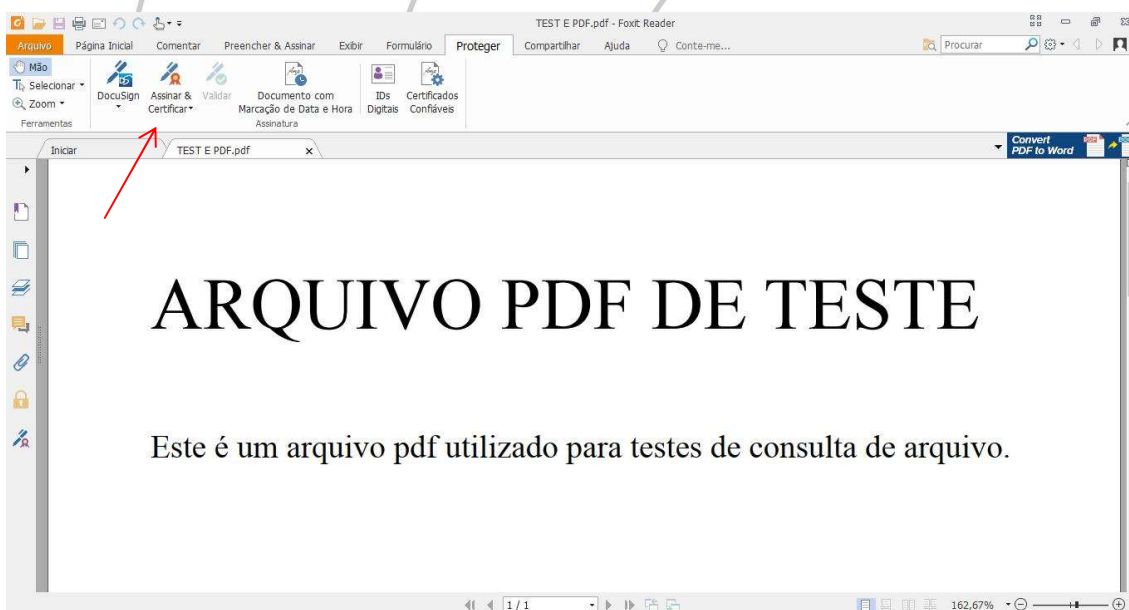 TEST E PDF.pdf - Foxit Reader
Arquivo Página Inicial Comentar Preencher & Assinar Exibir Formulário Proteger Compartilhar Ajuda Conte-me... Procurar
Mão
Selecionar
Zoom
DocuSign
Assinar & Certificar
Validar
Documento com Marcação de Data e Hora
IDs Digitais
Certificados Confiáveis
Ferramentas Assinatura
Iniciar TEST E PDF.pdf
Convert
PDF to Word
ARQUIVO PDF DE TESTE
Este é um arquivo pdf utilizado para testes de consulta de arquivo.
1 / 1 162,67%